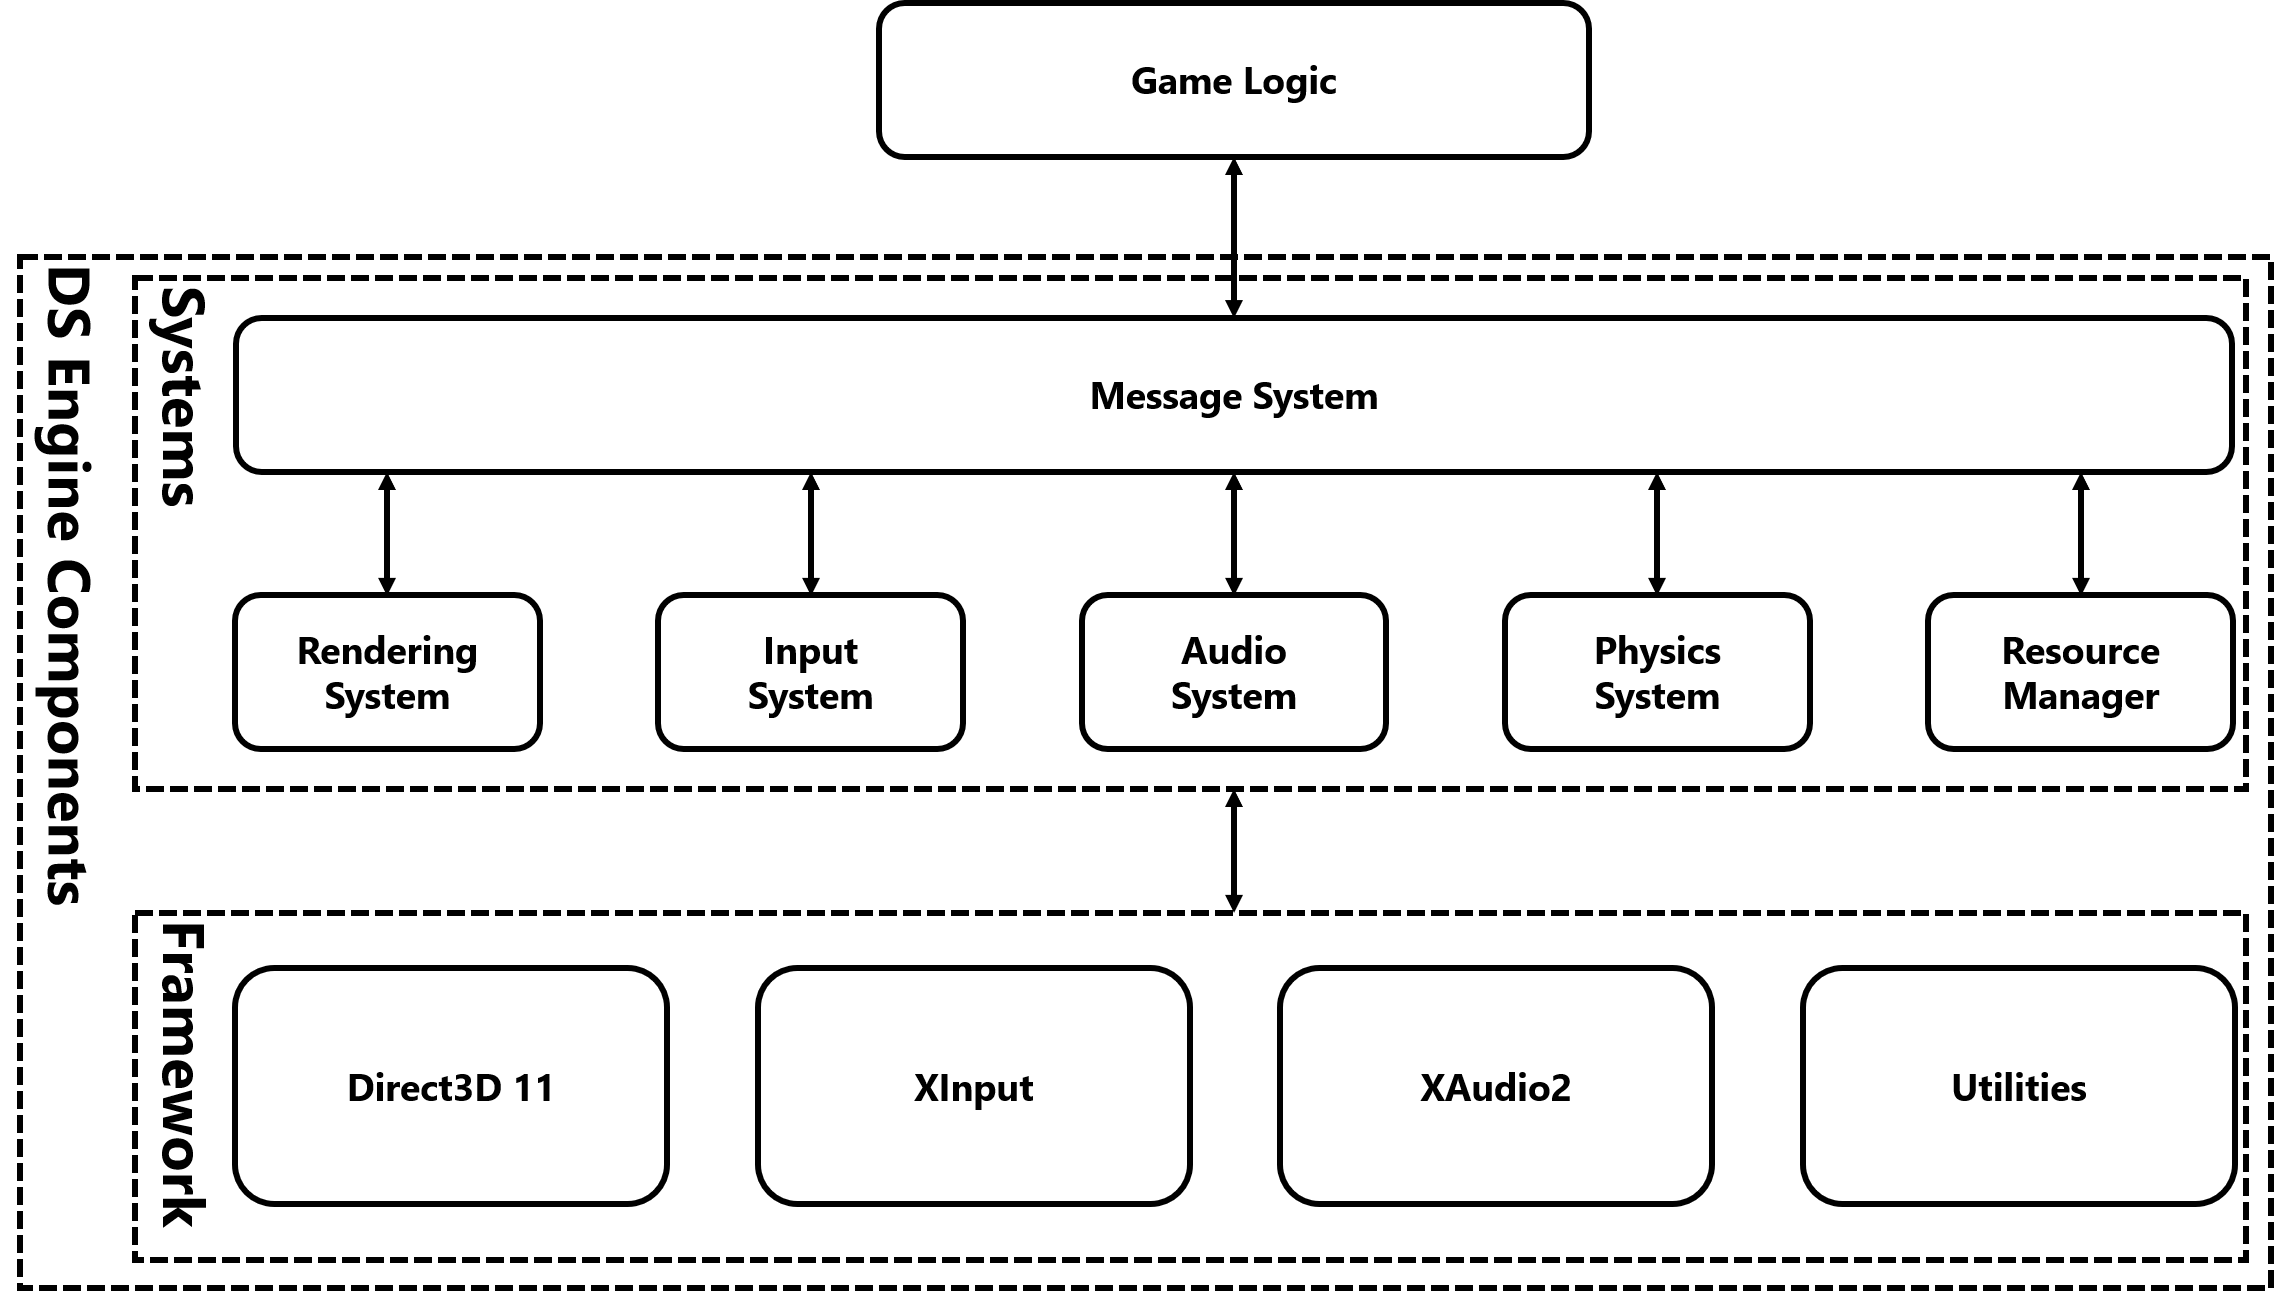 Game Logic
DS Engine Components
Systems
Message System
Rendering
System
Input
System
Audio
System
Physics
System
Resource
Manager
Framework
Direct3D 11
XInput
XAudio2
Utilities